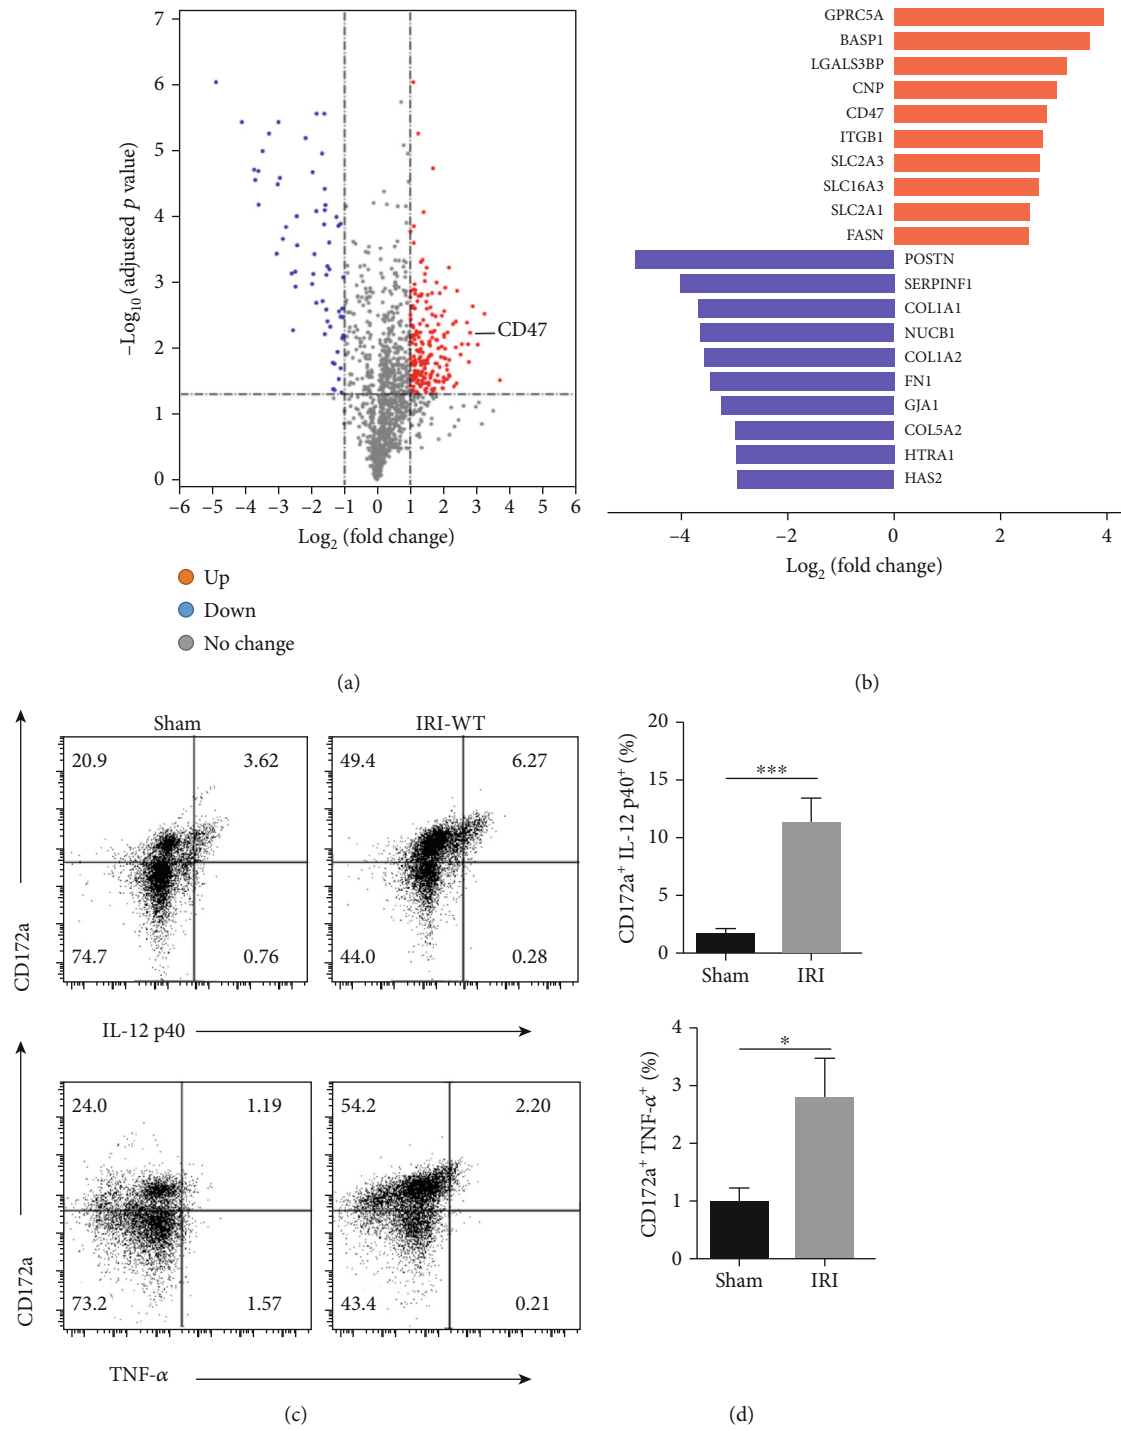 7
6
5
4
3
2
1
0
−Log10 (adjusted p value)
CD47
−6 −5 −4 −3 −2 −1 0 1 2 3 4 5 6
Log2 (fold change)
Up
Down
No change
(a)
GPRC5A
BASP1
LGALS3BP
CNP
CD47
ITGB1
SLC2A3
SLC16A3
SLC2A1
FASN
POSTN
SERPINF1
COL1A1
NUCB1
COL1A2
FN1
GJA1
COL5A2
HTRA1
HAS2
−4 −2 0 2 4
Log2 (fold change)
(b)
Sham IRI-WT
20.9 3.62 49.4 6.27
74.7 0.76 44.0 0.28
CD172a
IL-12 p40
24.0 1.19 54.2 2.20
73.2 1.57 43.4 0.21
CD172a
TNF-α
(c)
20
15
10
5
0
CD172a+ IL-12 p40+ (%)
***
Sham IRI
4
3
2
1
0
CD172a+ TNF-α+ (%)
*
Sham IRI
(d)